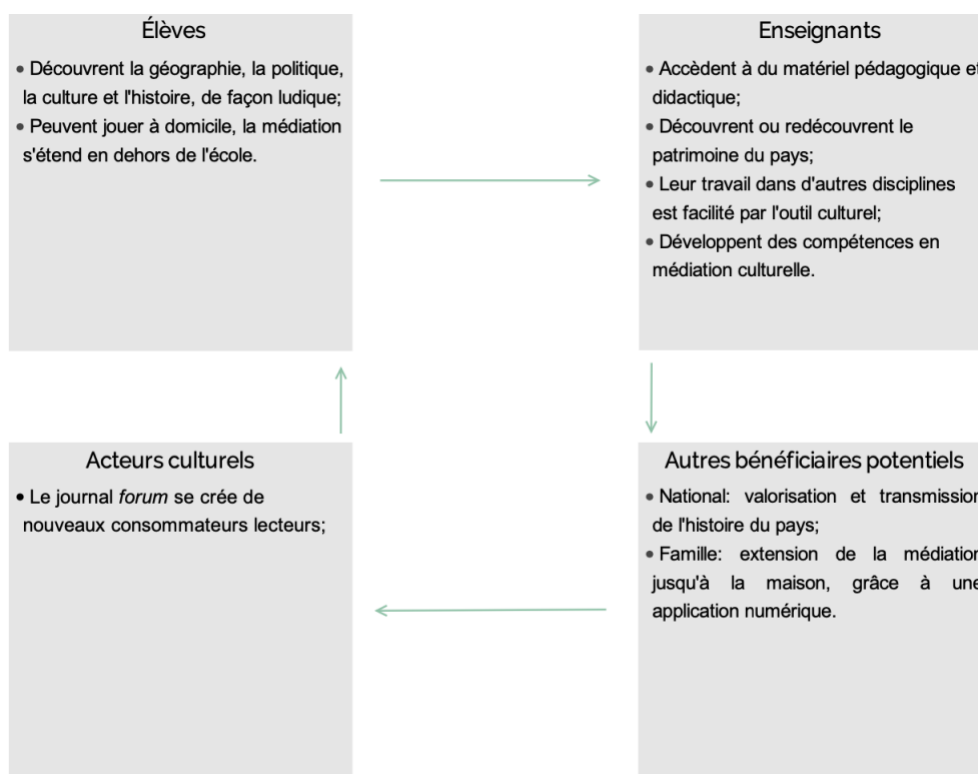 Élèves
• Découvrent la géographie, la politique,
la culture et l'histoire, de façon ludique;
• Peuvent jouer à domicile, la médiation
s'étend en dehors de l'école.
Enseignants
• Accèdent à du matériel pédagogique et
didactique;
• Découvrent ou redécouvrent le
patrimoine du pays;
• Leur travail dans d'autres disciplines
est facilité par l'outil culturel;
• Développent des compétences en
médiation culturelle.
Acteurs culturels
• Le journal forum se crée de
nouveaux consommateurs lecteurs;
Autres bénéficiaires potentiels
• National: valorisation et transmission
de l'histoire du pays;
• Famille: extension de la médiation
jusqu'à la maison, grâce à une
application numérique.